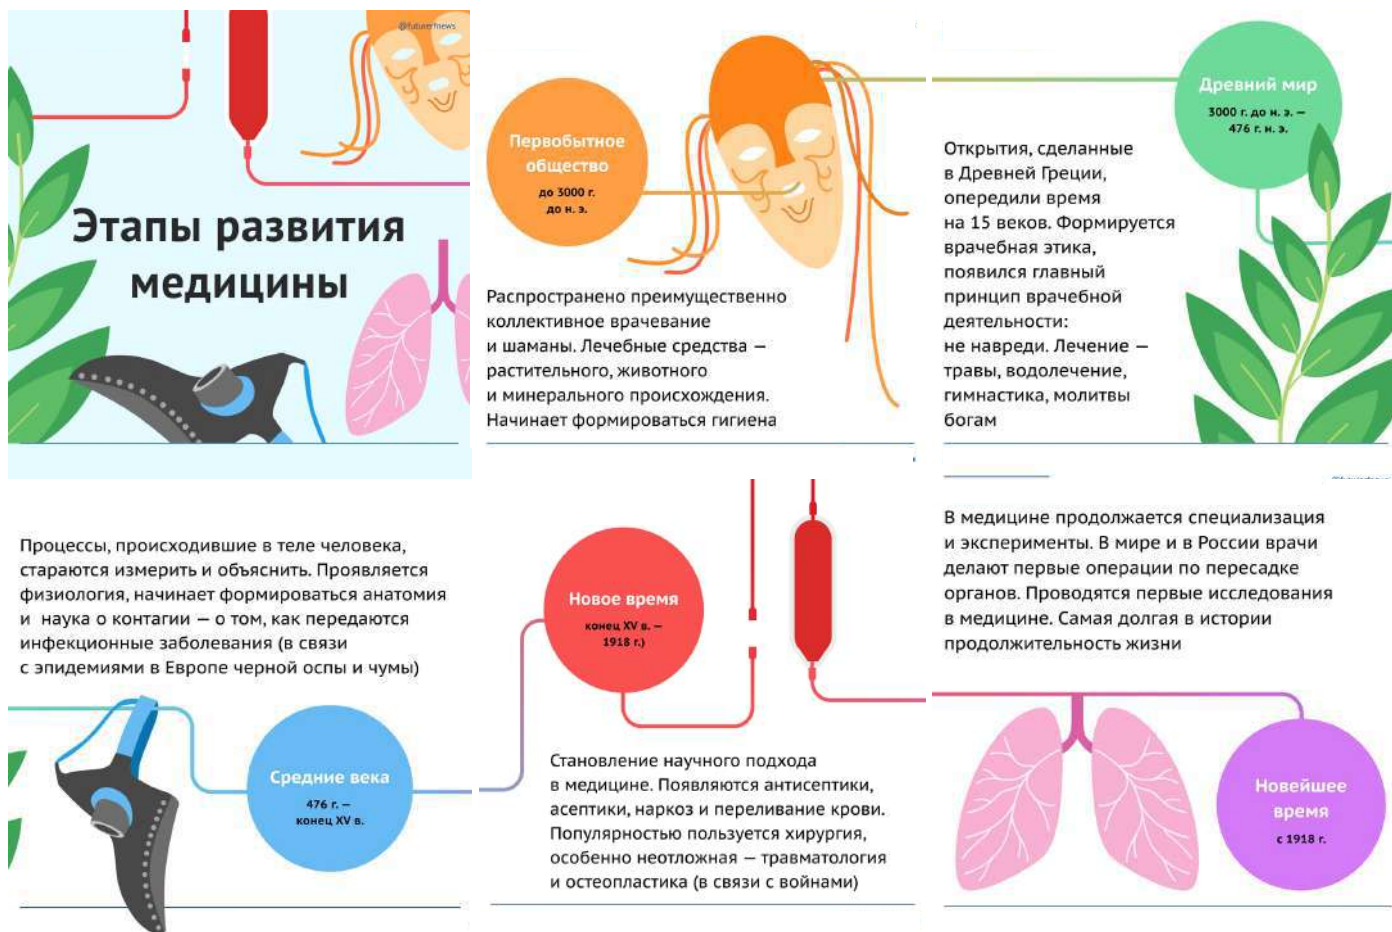 @futurerfnews
Этапы развития
медицины
Первобытное
общество
до 3000 г.
до н. э.
Распространено преимущественно
коллективное врачевание
и шаманы. Лечебные средства —
растительного, животного
и минерального происхождения.
Начинает формироваться гигиена
Древний мир
3000 г. до н. э. —
476 г. н. э.
Открытия, сделанные
в Древней Греции,
опередили время
на 15 веков. Формируется
врачебная этика,
появился главный
принцип врачебной
деятельности:
не навреди. Лечение —
травы, водолечение,
гимнастика, молитвы
богам
Процессы, происходившие в теле человека,
стараются измерить и объяснить. Проявляется
физиология, начинает формироваться анатомия
и наука о контагии — о том, как передаются
инфекционные заболевания (в связи
с эпидемиями в Европе черной оспы и чумы)
Средние века
476 г. —
конец XV в.
Новое время
конец XV в. —
1918 г.)
Становление научного подхода
в медицине. Появляются антисептики,
асептики, наркоз и переливание крови.
Популярностью пользуется хирургия,
особенно неотложная — травматология
и остеопластика (в связи с войнами)
В медицине продолжается специализация
и эксперименты. В мире и в России врачи
делают первые операции по пересадке
органов. Проводятся первые исследования
в медицине. Самая долгая в истории
продолжительность жизни
Новейшее
время
с 1918 г.